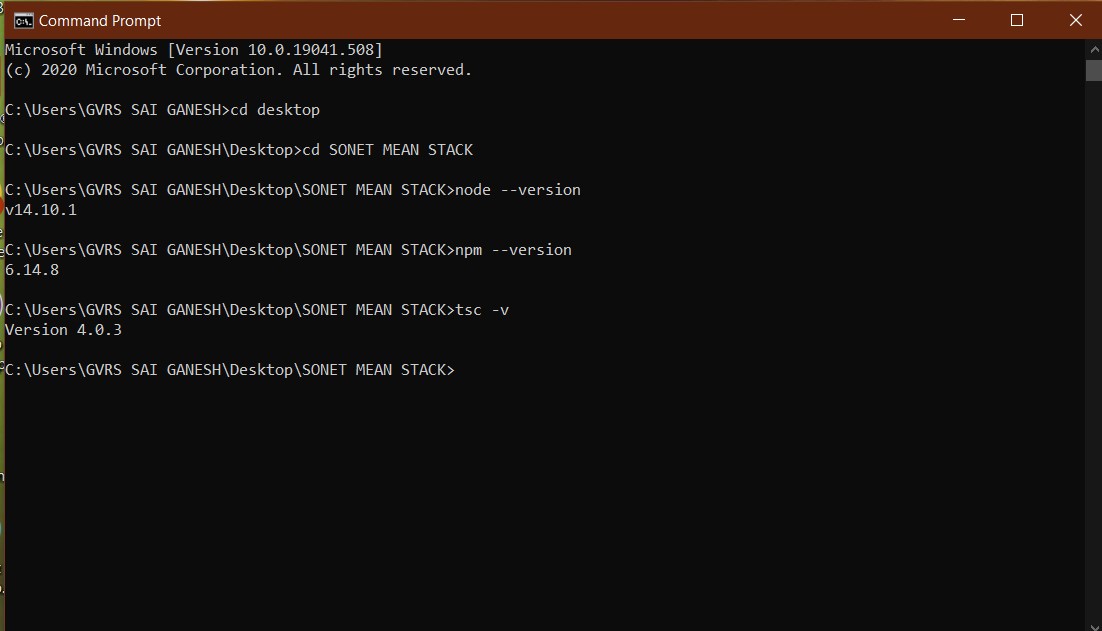 Command Prompt
Microsoft Windows [Version 10.0.19041.508]
(c) 2020 Microsoft Corporation. All rights reserved.
C:\Users\GVRS SAI GANESH>cd desktop
C:\Users\GVRS SAI GANESH\Desktop>cd SONET MEAN STACK
C:\Users\GVRS SAI GANESH\Desktop\SONET MEAN STACK>node --version
v14.10.1
C:\Users\GVRS SAI GANESH\Desktop\SONET MEAN STACK>npm --version
6.14.8
C:\Users\GVRS SAI GANESH\Desktop\SONET MEAN STACK>tsc -v
Version 4.0.3
C:\Users\GVRS SAI GANESH\Desktop\SONET MEAN STACK>